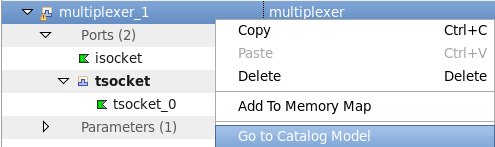 multiplexer_1 multiplexer
Ports (2)
isocket
tsocket
tsocket_0
Parameters (1)
Copy Ctrl+C
Paste Ctrl+V
Delete Delete
Add To Memory Map
Go to Catalog Model